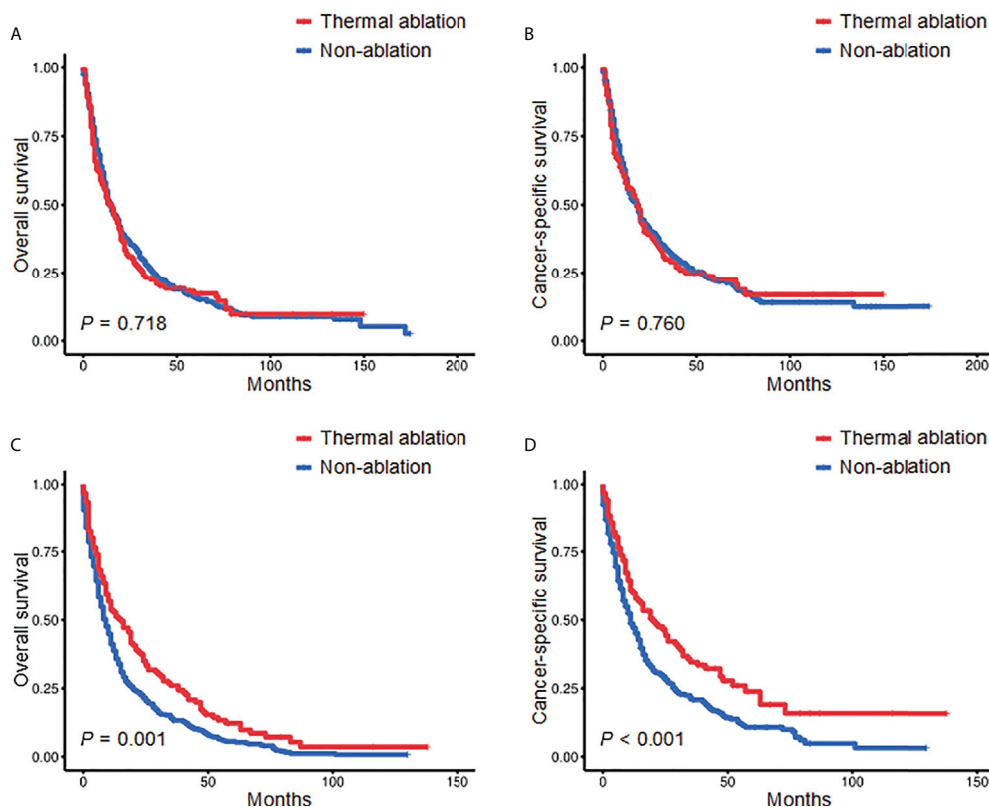 A
Thermal ablation
Non-ablation
1.00
0.75
0.50
0.25
0.00
Overall survival
P = 0.718
0 50 100 150 200
Months
B
Thermal ablation
Non-ablation
1.00
0.75
0.50
0.25
0.00
Cancer-specific survival
P = 0.760
0 50 100 150 200
Months
C
Thermal ablation
Non-ablation
1.00
0.75
0.50
0.25
0.00
Overall survival
P = 0.001
0 50 100 150
Months
D
Thermal ablation
Non-ablation
1.00
0.75
0.50
0.25
0.00
Cancer-specific survival
P < 0.001
0 50 100 150
Months